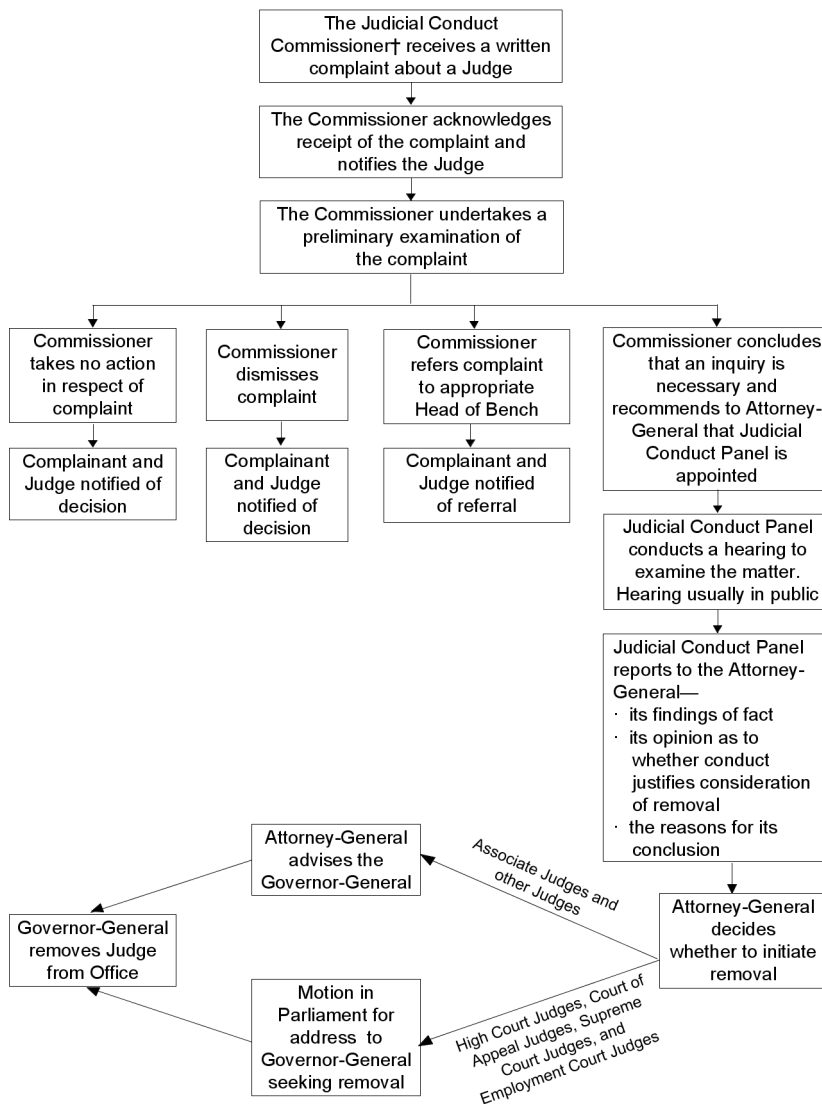 The Judicial Conduct
Commissioner† receives a written
complaint about a Judge
The Commissioner acknowledges
receipt of the complaint and
notifies the Judge
The Commissioner undertakes a
preliminary examination of
the complaint
Commissioner
takes no action
in respect of
complaint
Commissioner
dismisses
complaint
Commissioner
refers complaint
to appropriate
Head of Bench
Commissioner concludes
that an inquiry is
necessary and
recommends to Attorney-
General that Judicial
Conduct Panel is
appointed
Complainant and
Judge notified of
decision
Complainant
and Judge
notified of
decision
Complainant and
Judge notified
of referral
Judicial Conduct Panel
conducts a hearing to
examine the matter.
Hearing usually in public
Judicial Conduct Panel
reports to the Attorney-
General—
· its findings of fact
· its opinion as to
whether conduct
justifies consideration
of removal
· the reasons for its
conclusion
Attorney-General
decides
whether to initiate
removal
Associate Judges and
other Judges
Attorney-General
advises the
Governor-General
High Court Judges, Court of
Appeal Judges, Supreme
Court Judges, and
Employment Court Judges
Motion in
Parliament for
address to
Governor-General
seeking removal
Governor-General
removes Judge
from Office